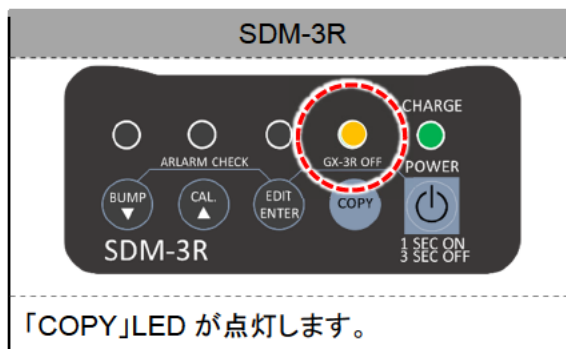 SDM-3R
CHARGE
ARLARM CHECK
GX-3R OFF
POWER
BUMP
▼
CAL.
▲
EDIT
ENTER
COPY
SDM-3R
1 SEC ON
3 SEC OFF
「COPY」LED が点灯します。